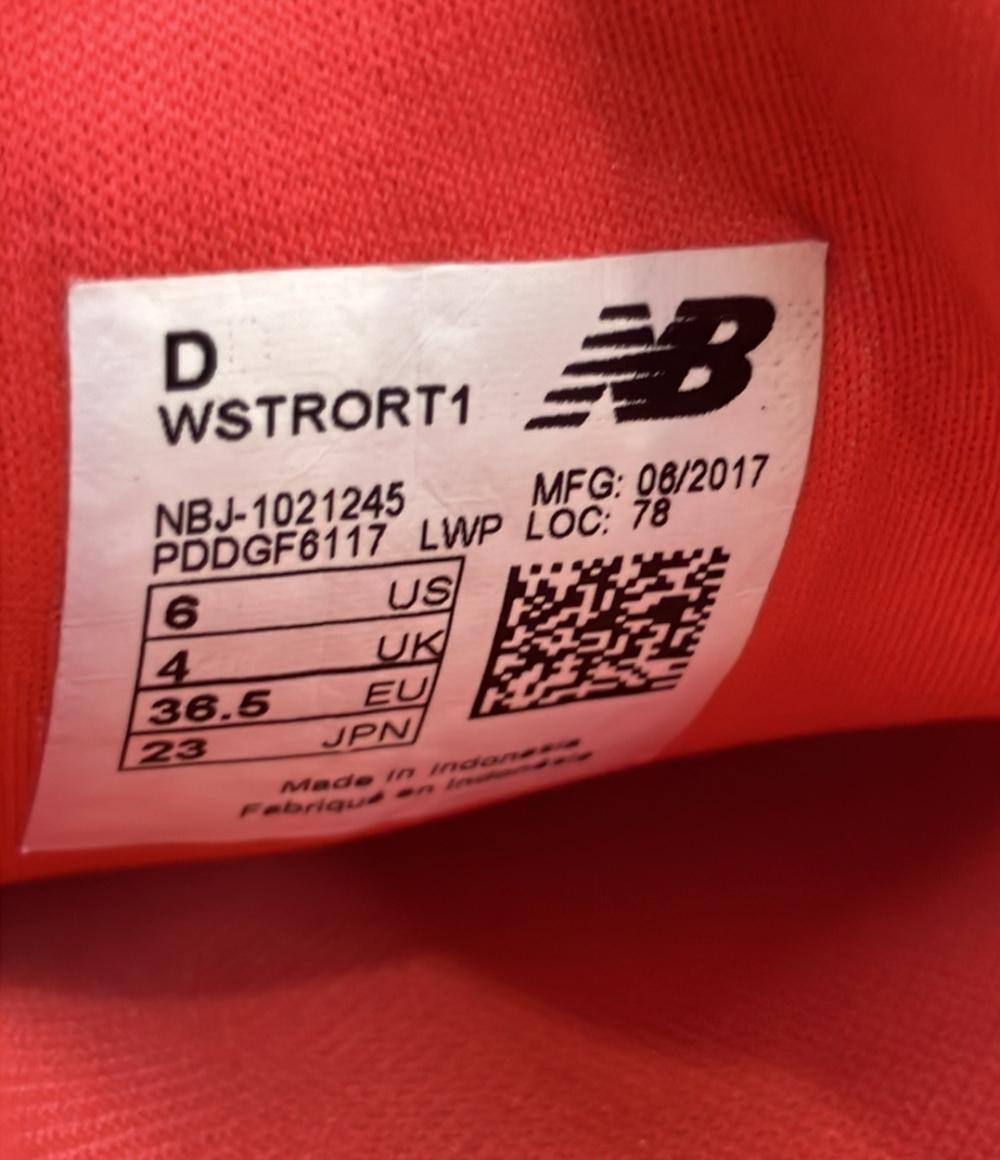 D
NB
WSTRORT1
NBJ-1021245 MFG: 06/2017
PDDGF6117 LWP LOC: 78
6 US
4 UK
36.5 EU
23 JPN
Made in Indonesia
Fabriqué en Indonésie